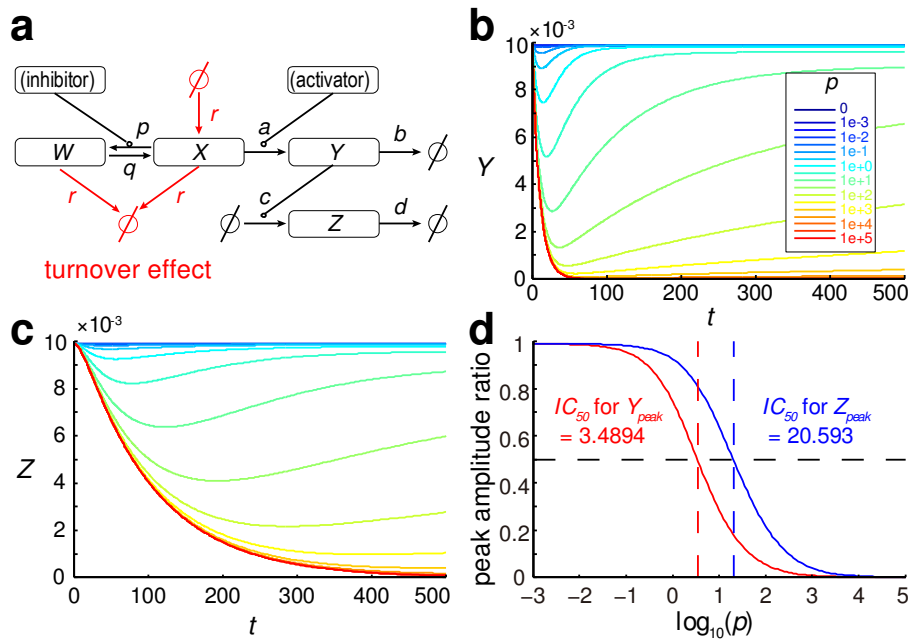 a
(inhibitor)
∅
(activator)
r
p
a
b
W
X
Y
∅
q
r
r
c
d
∅
∅
Z
∅
turnover effect
b
×10⁻³
10
8
6
4
2
0
Y
0
100
200
300
400
500
t
p
0
1e-3
1e-2
1e-1
1e+0
1e+1
1e+2
1e+3
1e+4
1e+5
c
×10⁻³
10
8
6
4
2
0
Z
0
100
200
300
400
500
t
d
1
0.8
0.6
0.4
0.2
0
peak amplitude ratio
IC₅₀ for Y_peak
= 3.4894
IC₅₀ for Z_peak
= 20.593
−3
−2
−1
0
1
2
3
4
5
log₁₀(p)